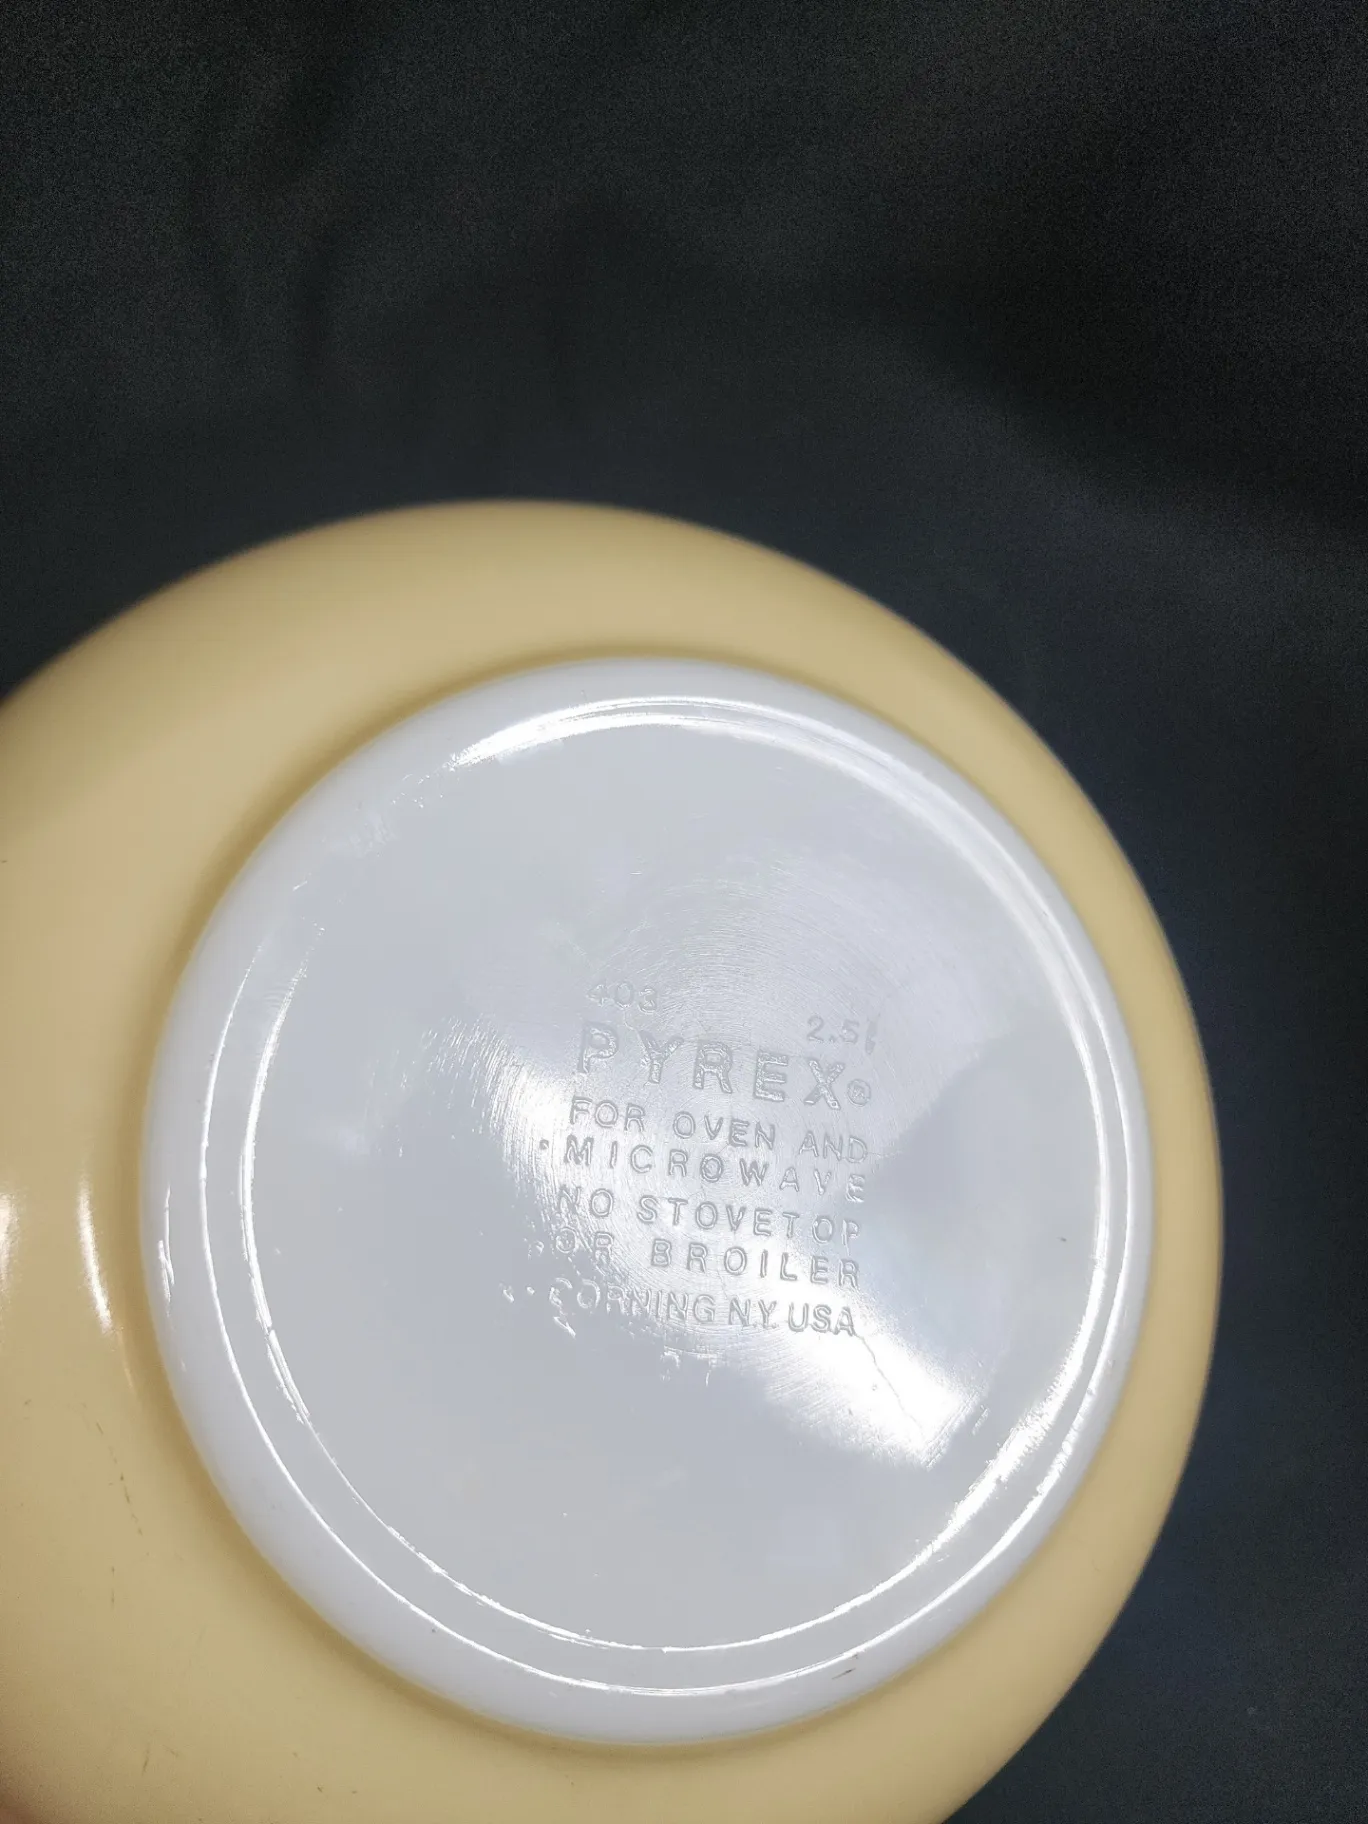 403
2.5l
PYREX®
FOR OVEN AND
MICROWAVE
NO STOVETOP
OR BROILER
CORNING N.Y. USA